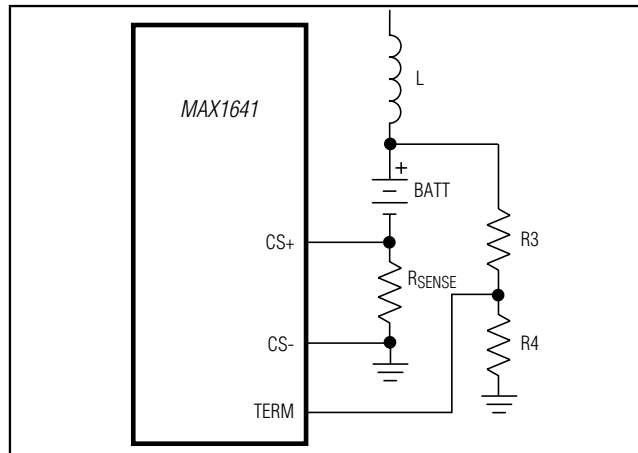 L
MAX1641
+
BATT
CS+
R3
RSENSE
CS-
R4
TERM